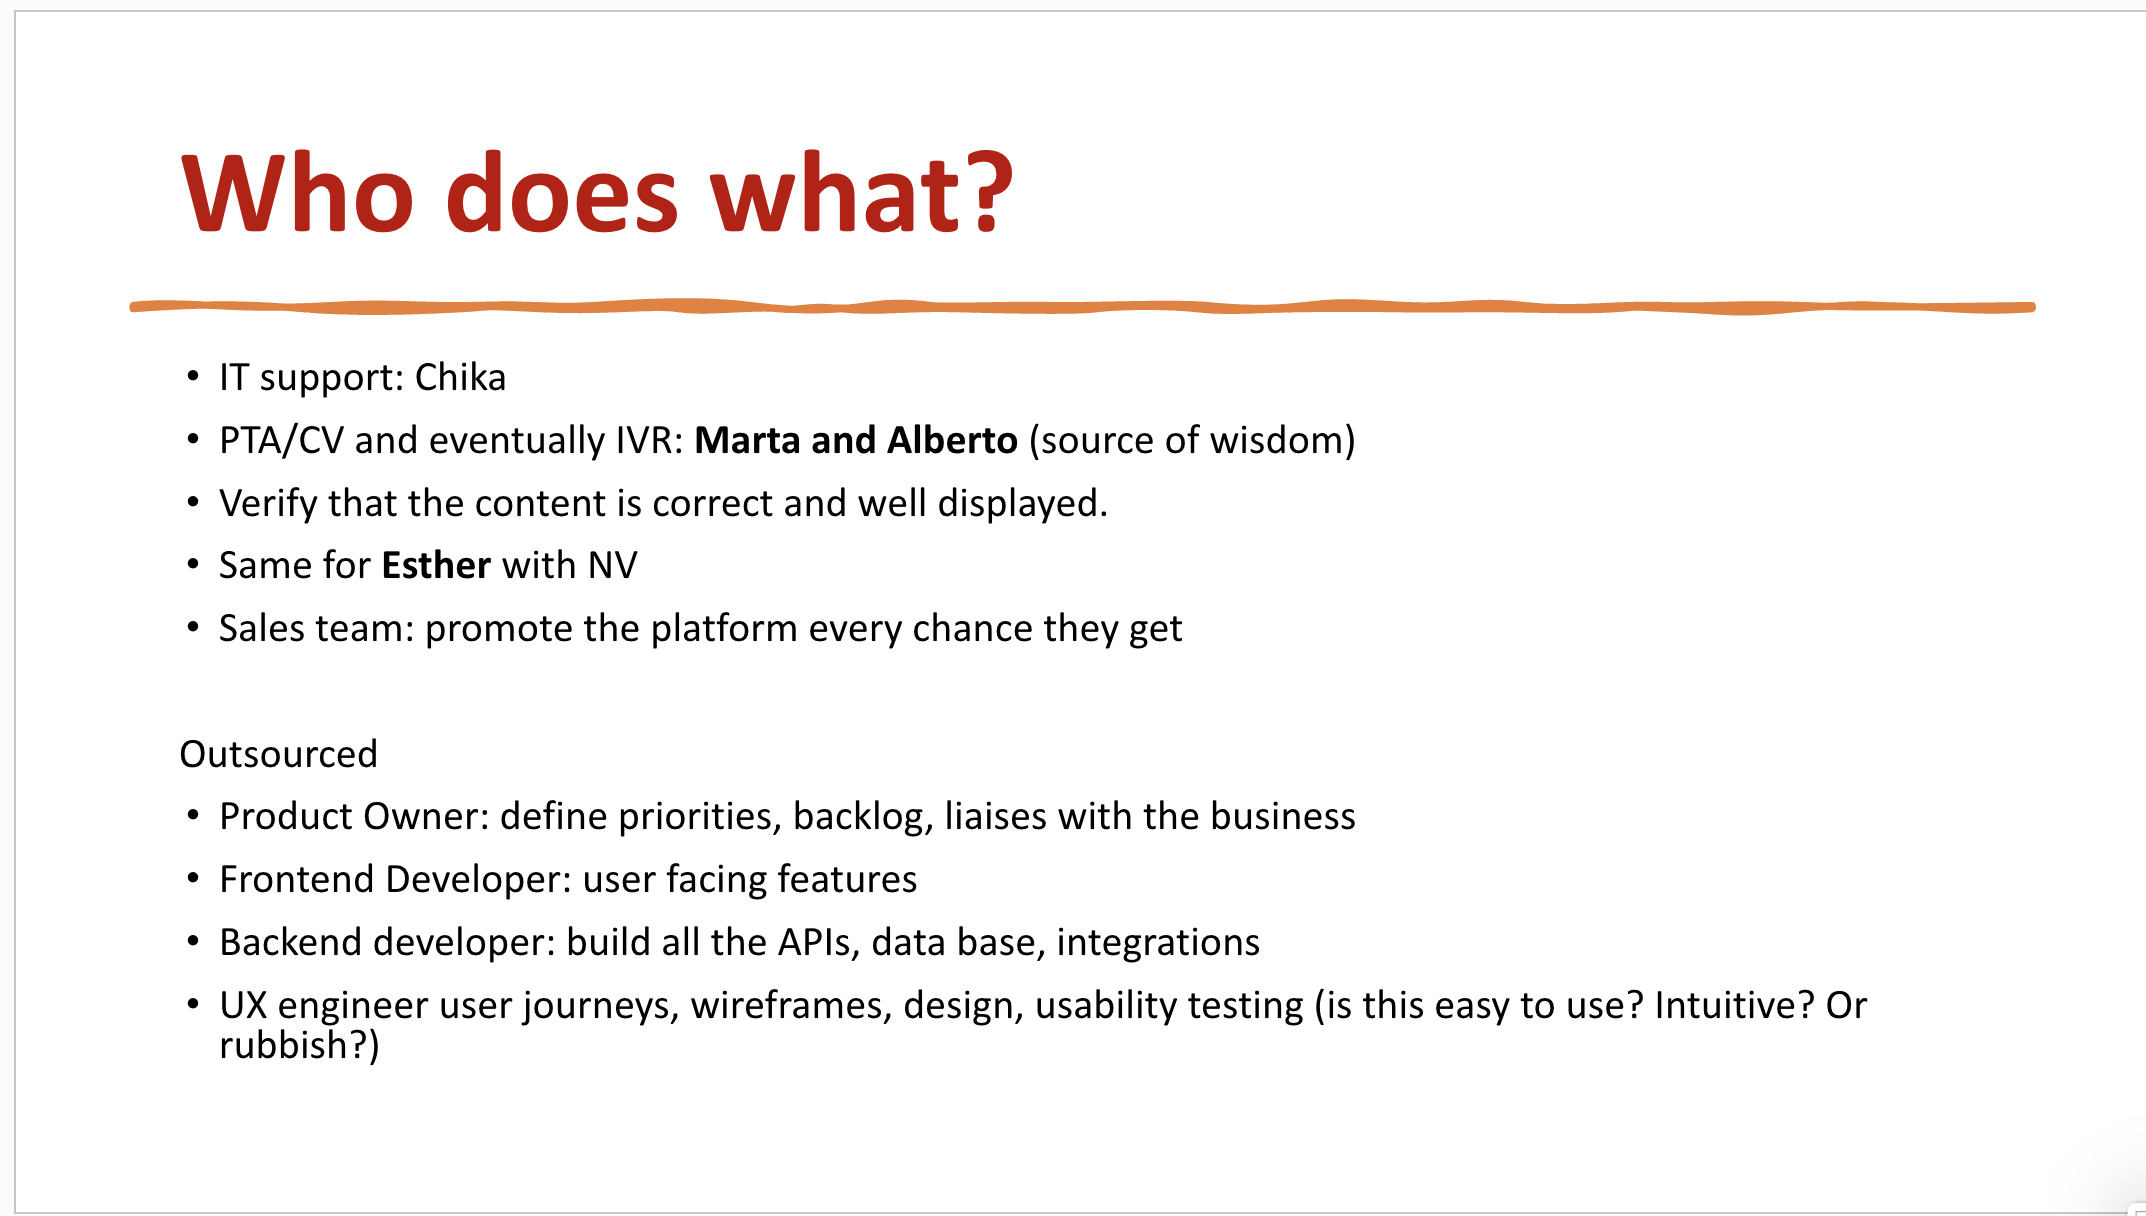 Who does what?
• IT support: Chika
• PTA/CV and eventually IVR: Marta and Alberto (source of wisdom)
• Verify that the content is correct and well displayed.
• Same for Esther with NV
• Sales team: promote the platform every chance they get
Outsourced
• Product Owner: define priorities, backlog, liaises with the business
• Frontend Developer: user facing features
• Backend developer: build all the APIs, data base, integrations
• UX engineer user journeys, wireframes, design, usability testing (is this easy to use? Intuitive? Or
rubbish?)